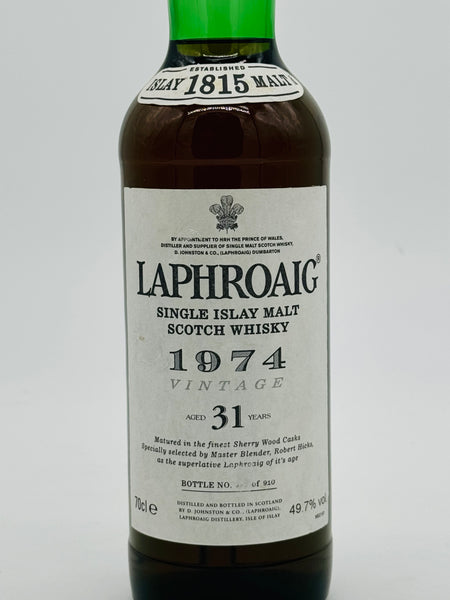 ESTABLISHED
ISLAY 1815 MALT
BY APPOINTMENT TO HRH THE PRINCE OF WALES,
DISTILLER AND SUPPLIER OF SINGLE MALT SCOTCH WHISKY,
D. JOHNSTON & CO., (LAPHROAIG) DUMBARTON
LAPHROAIG®
SINGLE ISLAY MALT
SCOTCH WHISKY
1974
VINTAGE
AGED 31 YEARS
Matured in the finest Sherry Wood Casks
Specially selected by Master Blender, Robert Hicks,
as the superlative Laphroaig of it's age
BOTTLE NO. of 910
DISTILLED AND BOTTLED IN SCOTLAND
70cl e BY D. JOHNSTON & CO., (LAPHROAIG), 49.7% vol
LAPHROAIG DISTILLERY, ISLE OF ISLAY